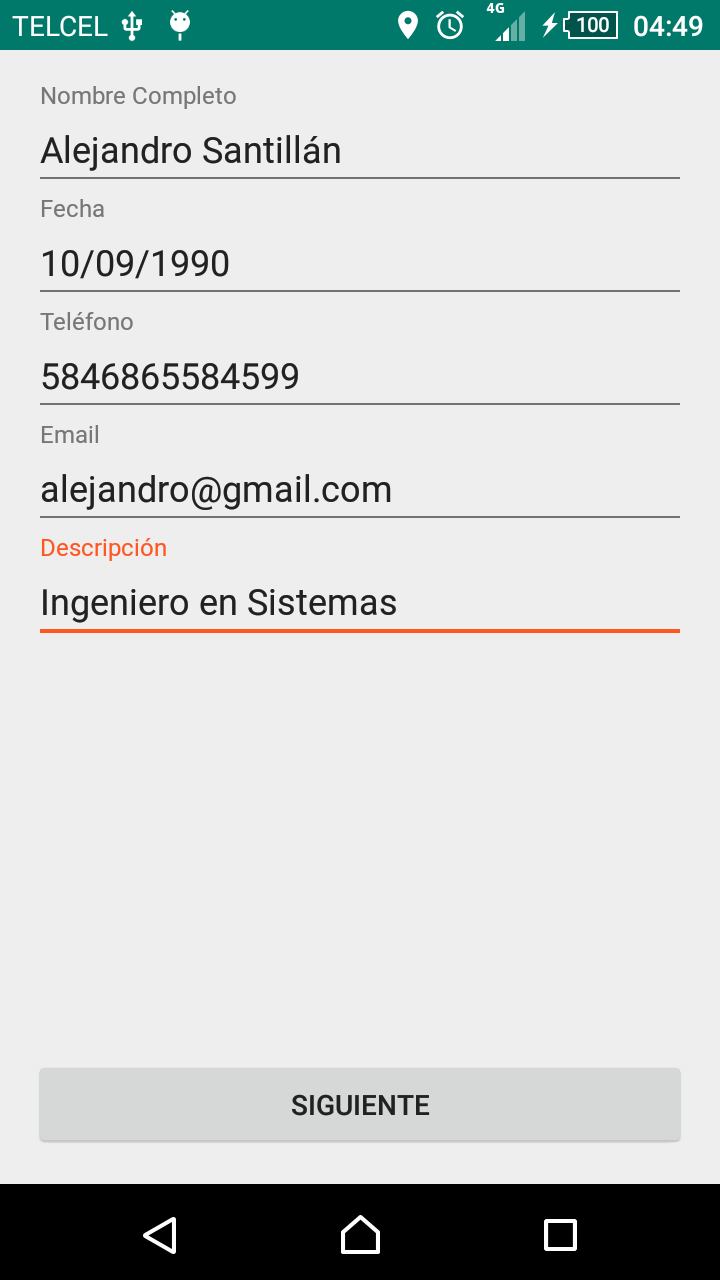 TELCEL 4G 100 04:49
Nombre Completo
Alejandro Santillán
Fecha
10/09/1990
Teléfono
5846865584599
Email
alejandro@gmail.com
Descripción
Ingeniero en Sistemas
SIGUIENTE